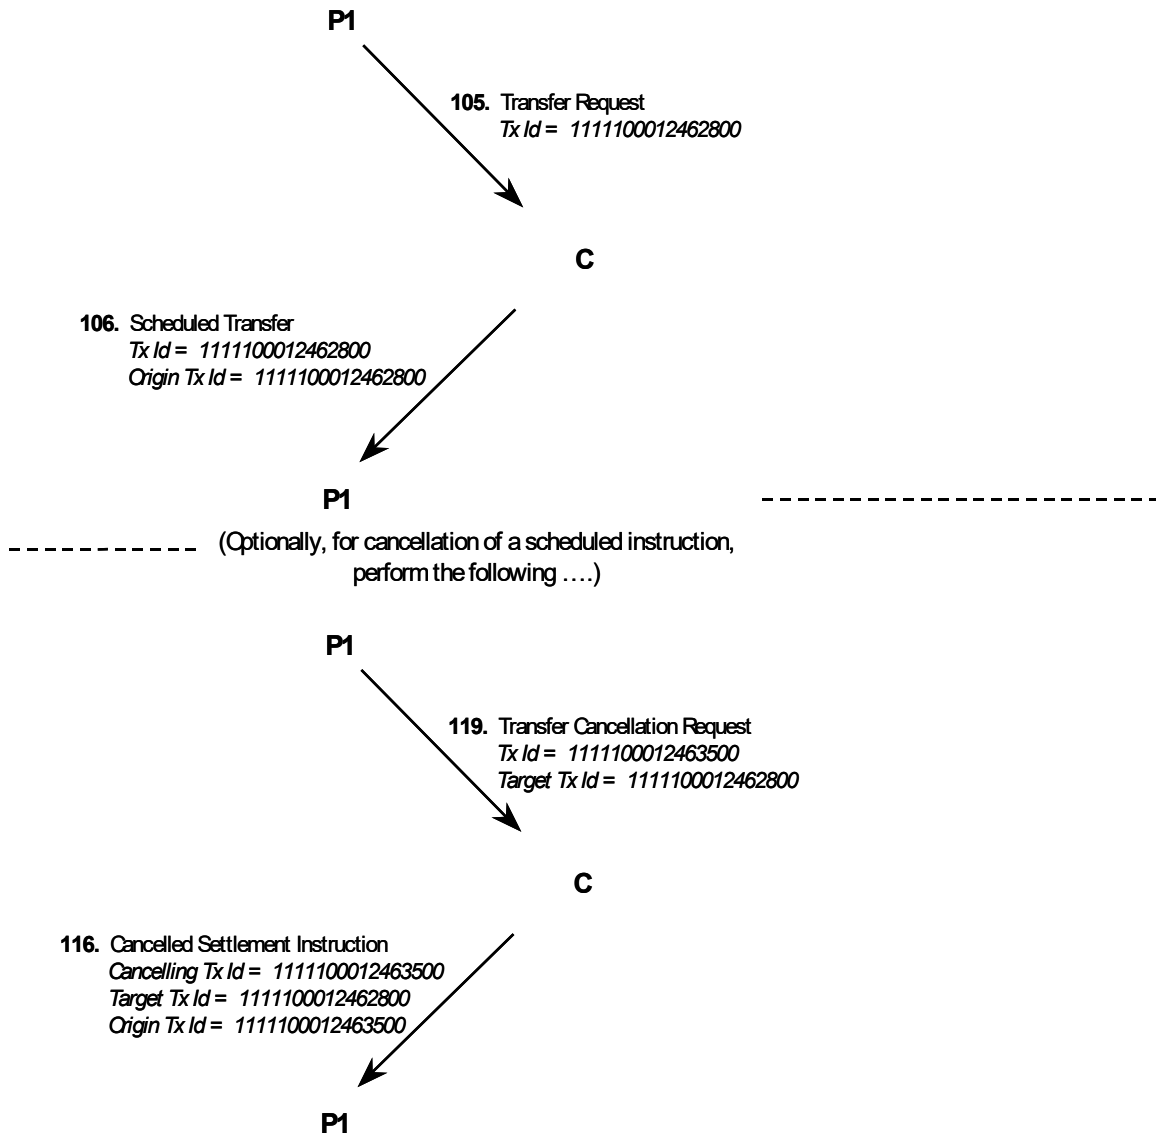 P1
105. Transfer Request
Tx Id = 1111100012462800
C
106. Scheduled Transfer
Tx Id = 1111100012462800
Origin Tx Id = 1111100012462800
P1
(Optionally, for cancellation of a scheduled instruction,
perform the following ….)
P1
119. Transfer Cancellation Request
Tx Id = 1111100012463500
Target Tx Id = 1111100012462800
C
116. Cancelled Settlement Instruction
Cancelling Tx Id = 1111100012463500
Target Tx Id = 1111100012462800
Origin Tx Id = 1111100012463500
P1